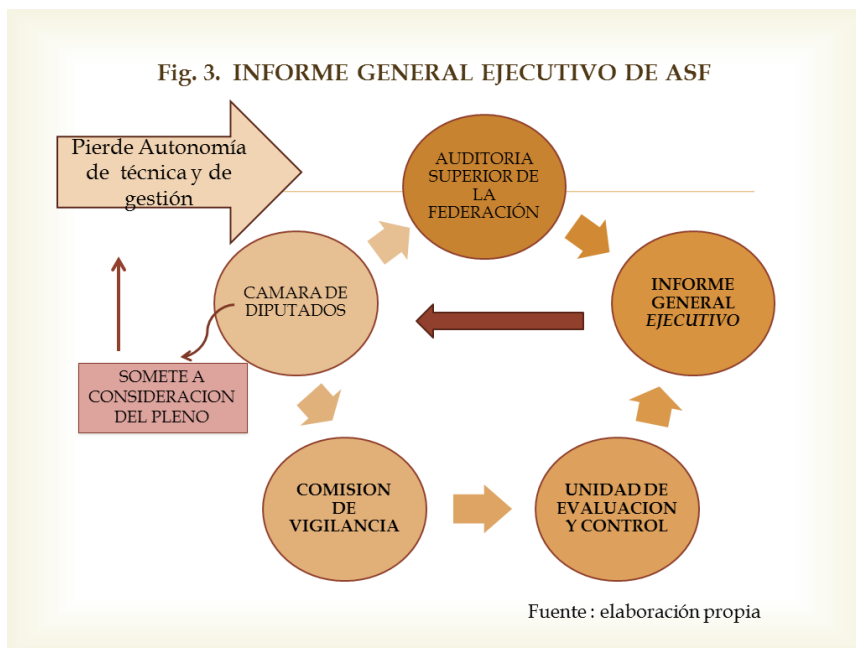 Fig. 3. INFORME GENERAL EJECUTIVO DE ASF
Pierde Autonomía
de técnica y de
gestión
AUDITORIA
SUPERIOR DE
LA
FEDERACIÓN
CAMARA DE
DIPUTADOS
INFORME
GENERAL
EJECUTIVO
SOMETE A
CONSIDERACION
DEL PLENO
COMISION
DE
VIGILANCIA
UNIDAD DE
EVALUACION
Y CONTROL
Fuente : elaboración propia